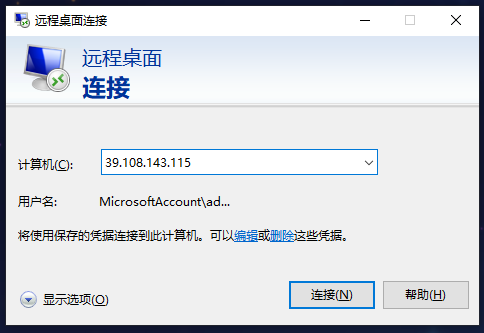 远程桌面连接
远程桌面
连接
计算机(C): 39.108.143.115
用户名: MicrosoftAccount\ad...
将使用保存的凭据连接到此计算机。可以编辑或删除这些凭据。
显示选项(O) 连接(N) 帮助(H)